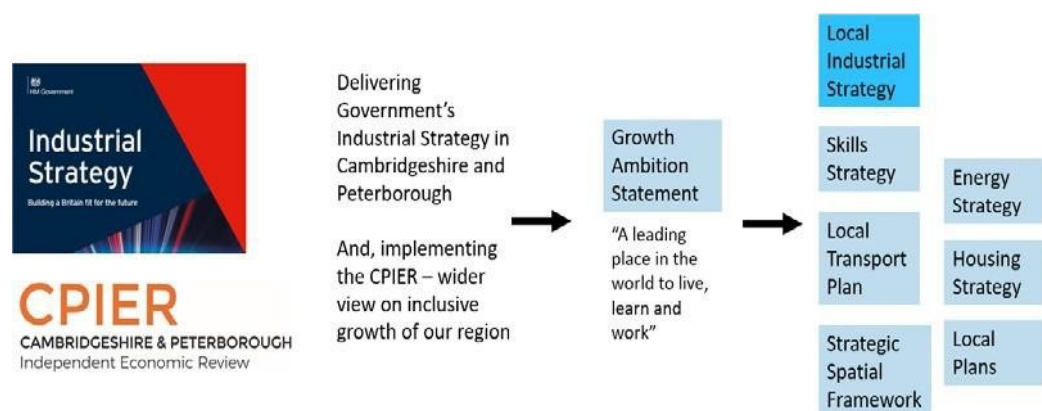 HM Government
Industrial
Strategy
Building a Britain fit for the future
CPIER
CAMBRIDGESHIRE & PETERBOROUGH
Independent Economic Review
Delivering
Government’s
Industrial Strategy in
Cambridgeshire and
Peterborough
And, implementing
the CPIER – wider
view on inclusive
growth of our region
Growth
Ambition
Statement
“A leading
place in the
world to live,
learn and
work”
Local
Industrial
Strategy
Skills
Strategy
Local
Transport
Plan
Strategic
Spatial
Framework
Energy
Strategy
Housing
Strategy
Local
Plans